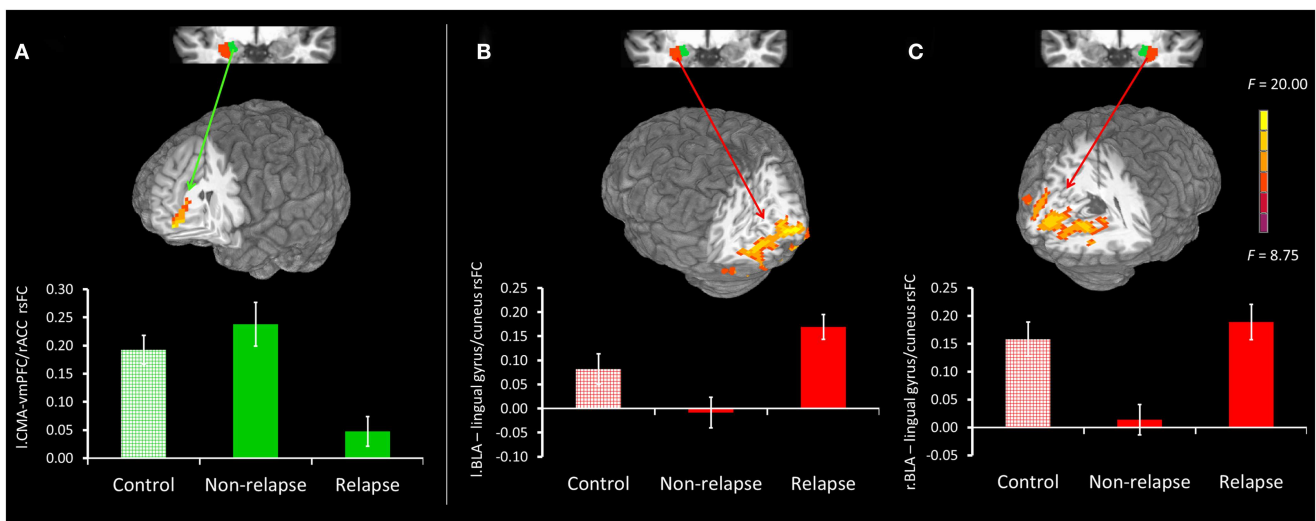 A
B
C
F = 20.00
F = 8.75
l.CMA-vmPFC/rACC rsFC
0.30
0.25
0.20
0.15
0.10
0.05
0.00
Control Non-relapse Relapse
l.BLA – lingual gyrus/cuneus rsFC
0.25
0.20
0.15
0.10
0.05
0.00
-0.05
-0.10
Control Non-relapse Relapse
r.BLA – lingual gyrus/cuneus rsFC
0.25
0.20
0.15
0.10
0.05
0.00
-0.05
Control Non-relapse Relapse